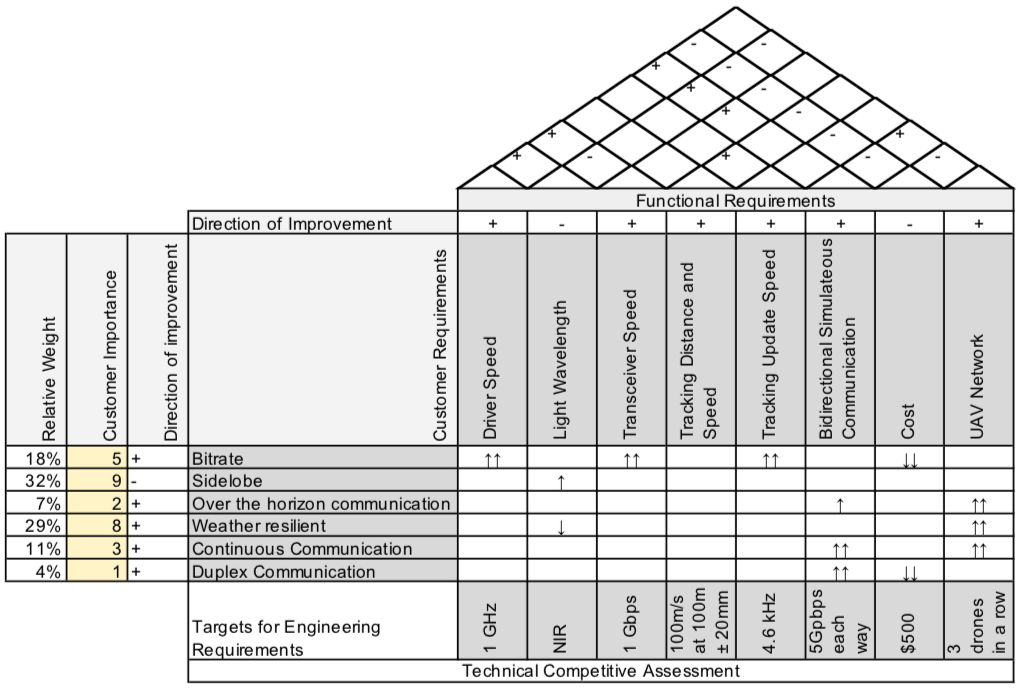 - -
+ -
+ -
+ -
+ - +
+ - + - -
Functional Requirements
Direction of Improvement + - + + + + - +
Relative Weight
Customer Importance
Direction of improvement
Customer Requirements
Driver Speed
Light Wavelength
Transceiver Speed
Tracking Distance and
Speed
Tracking Update Speed
Bidirectional Simulateous
Communication
Cost
UAV Network
18% 5 + Bitrate ↑↑ ↑↑ ↑↑ ↓↓
32% 9 - Sidelobe ↑
7% 2 + Over the horizon communication ↑ ↑↑
29% 8 + Weather resilient ↓ ↑↑
11% 3 + Continuous Communication ↑↑ ↑↑
4% 1 + Duplex Communication ↑↑ ↓↓
Targets for Engineering
Requirements
1 GHz
NIR
1 Gbps
100m/s
at 100m
± 20mm
4.6 kHz
5Gpbps
each
way
$500
3
drones
in a row
Technical Competitive Assessment